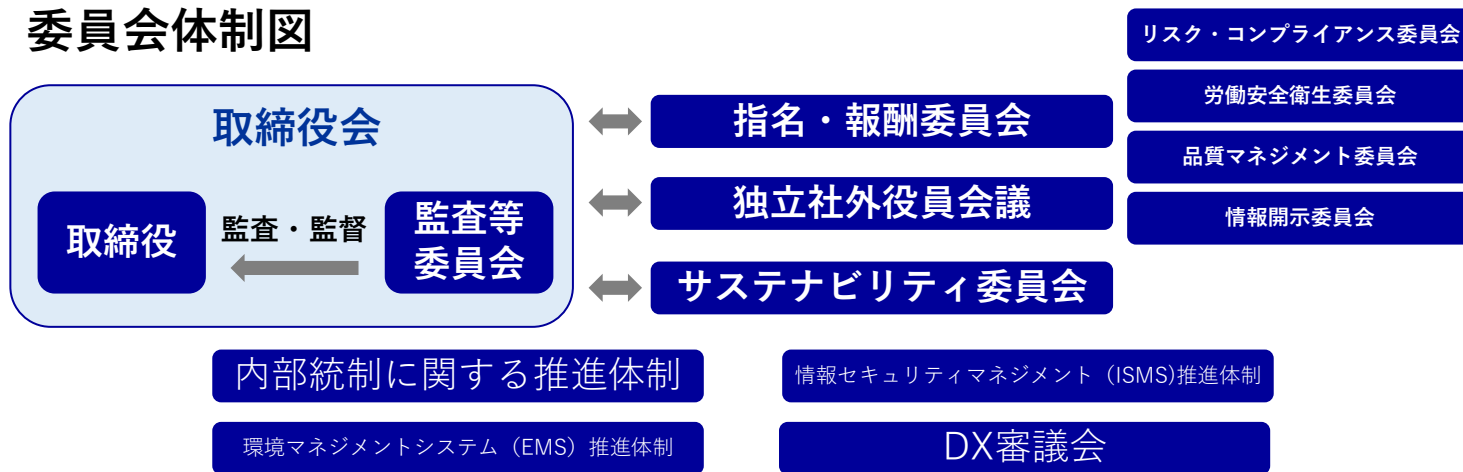 委員会体制図
取締役会
取締役
監査・監督
監査等
委員会
指名・報酬委員会
独立社外役員会議
サステナビリティ委員会
リスク・コンプライアンス委員会
労働安全衛生委員会
品質マネジメント委員会
情報開示委員会
内部統制に関する推進体制
情報セキュリティマネジメント（ISMS)推進体制
環境マネジメントシステム（EMS）推進体制
DX審議会